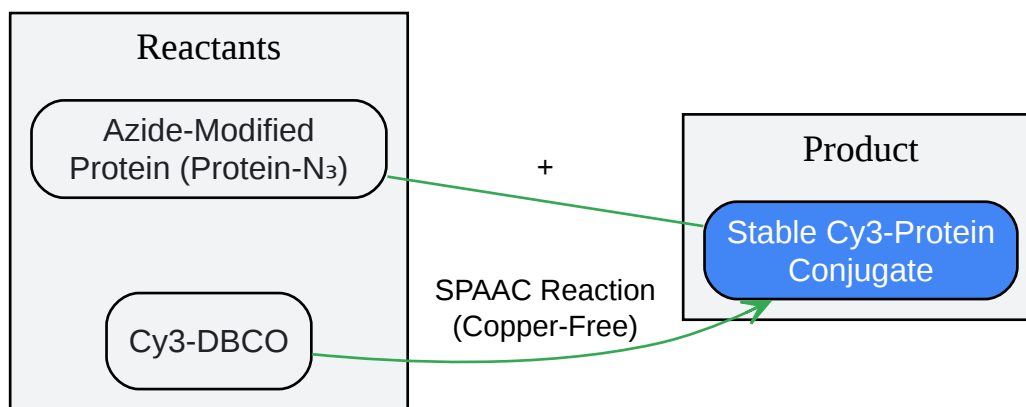 Reactants
Azide-Modified
Protein (Protein-N₃)
Cy3-DBCO
+
SPAAC Reaction
(Copper-Free)
Product
Stable Cy3-Protein
Conjugate